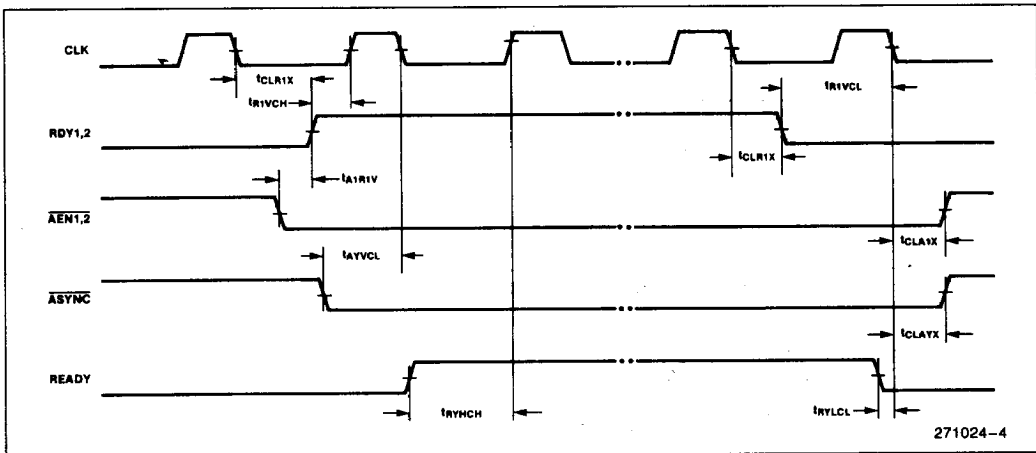 CLK
tCLR1X
tR1VCH
tR1VCL
RDY1,2
tCLR1X
tA1R1V
AEN1,2
tCLA1X
tAYVCL
ASYNC
tCLAYX
READY
tRYHCH
tRYLCL
271024-4